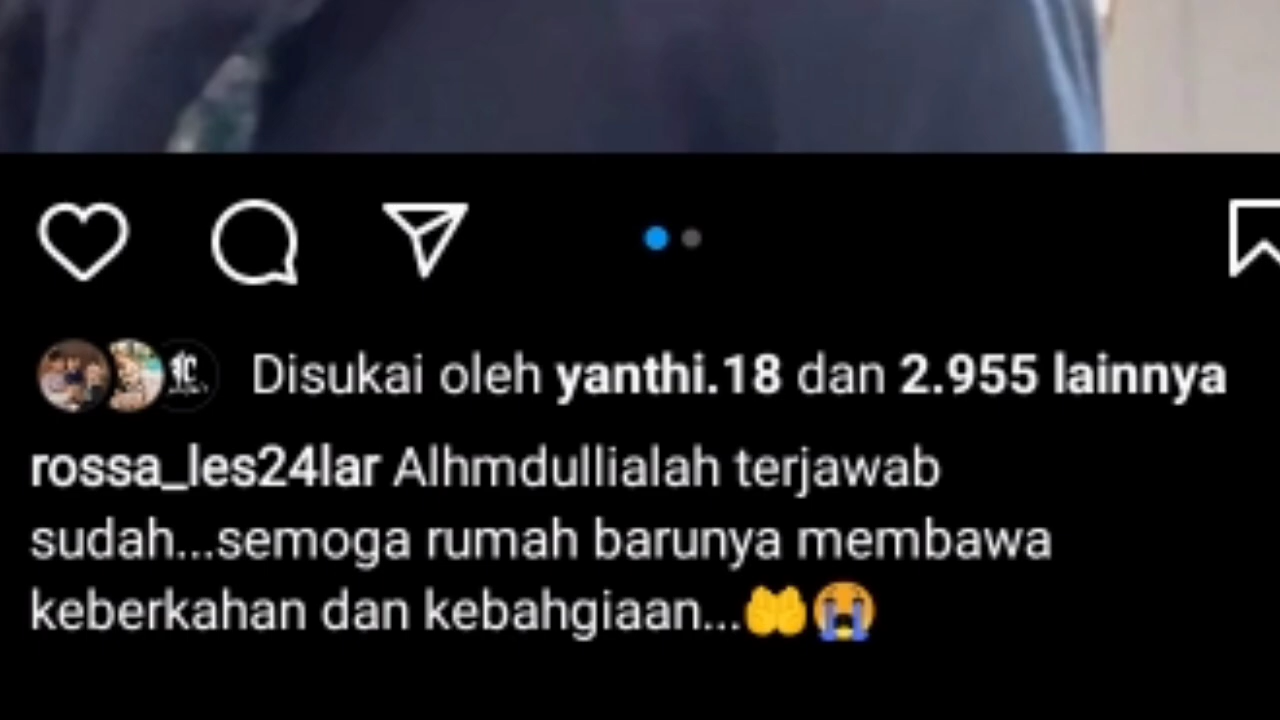 Disukai oleh yanthi.18 dan 2.955 lainnya
rossa_les24lar Alhmdullialah terjawab
sudah...semoga rumah barunya membawa
keberkahan dan kebahgiaan...🤲😭